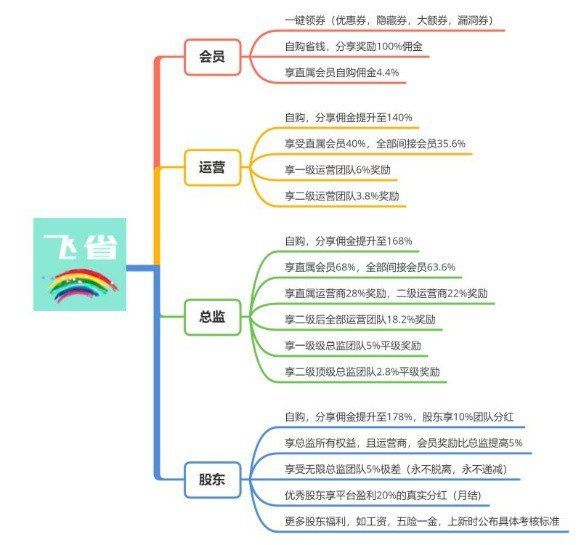 飞省
会员
一键领券（优惠券，隐藏券，大额券，漏洞券）
自购省钱，分享奖励100%佣金
享直属会员自购佣金4.4%
运营
自购，分享佣金提升至140%
享受直属会员40%，全部间接会员35.6%
享一级运营团队6%奖励
享二级运营团队3.8%奖励
总监
自购，分享佣金提升至168%
享直属会员68%，全部间接会员63.6%
享直属运营商28%奖励，二级运营商22%奖励
享二级后全部运营团队18.2%奖励
享一级级总监团队5%平级奖励
享二级顶级总监团队2.8%平级奖励
股东
自购，分享佣金提升至178%，股东享10%团队分红
享总监所有权益，且运营商，会员奖励比总监提高5%
享受无限总监团队5%极差（永不脱离，永不递减）
优秀股东享平台盈利20%的真实分红（月结)
更多股东福利，如工资，五险一金，上新时公布具体考核标准